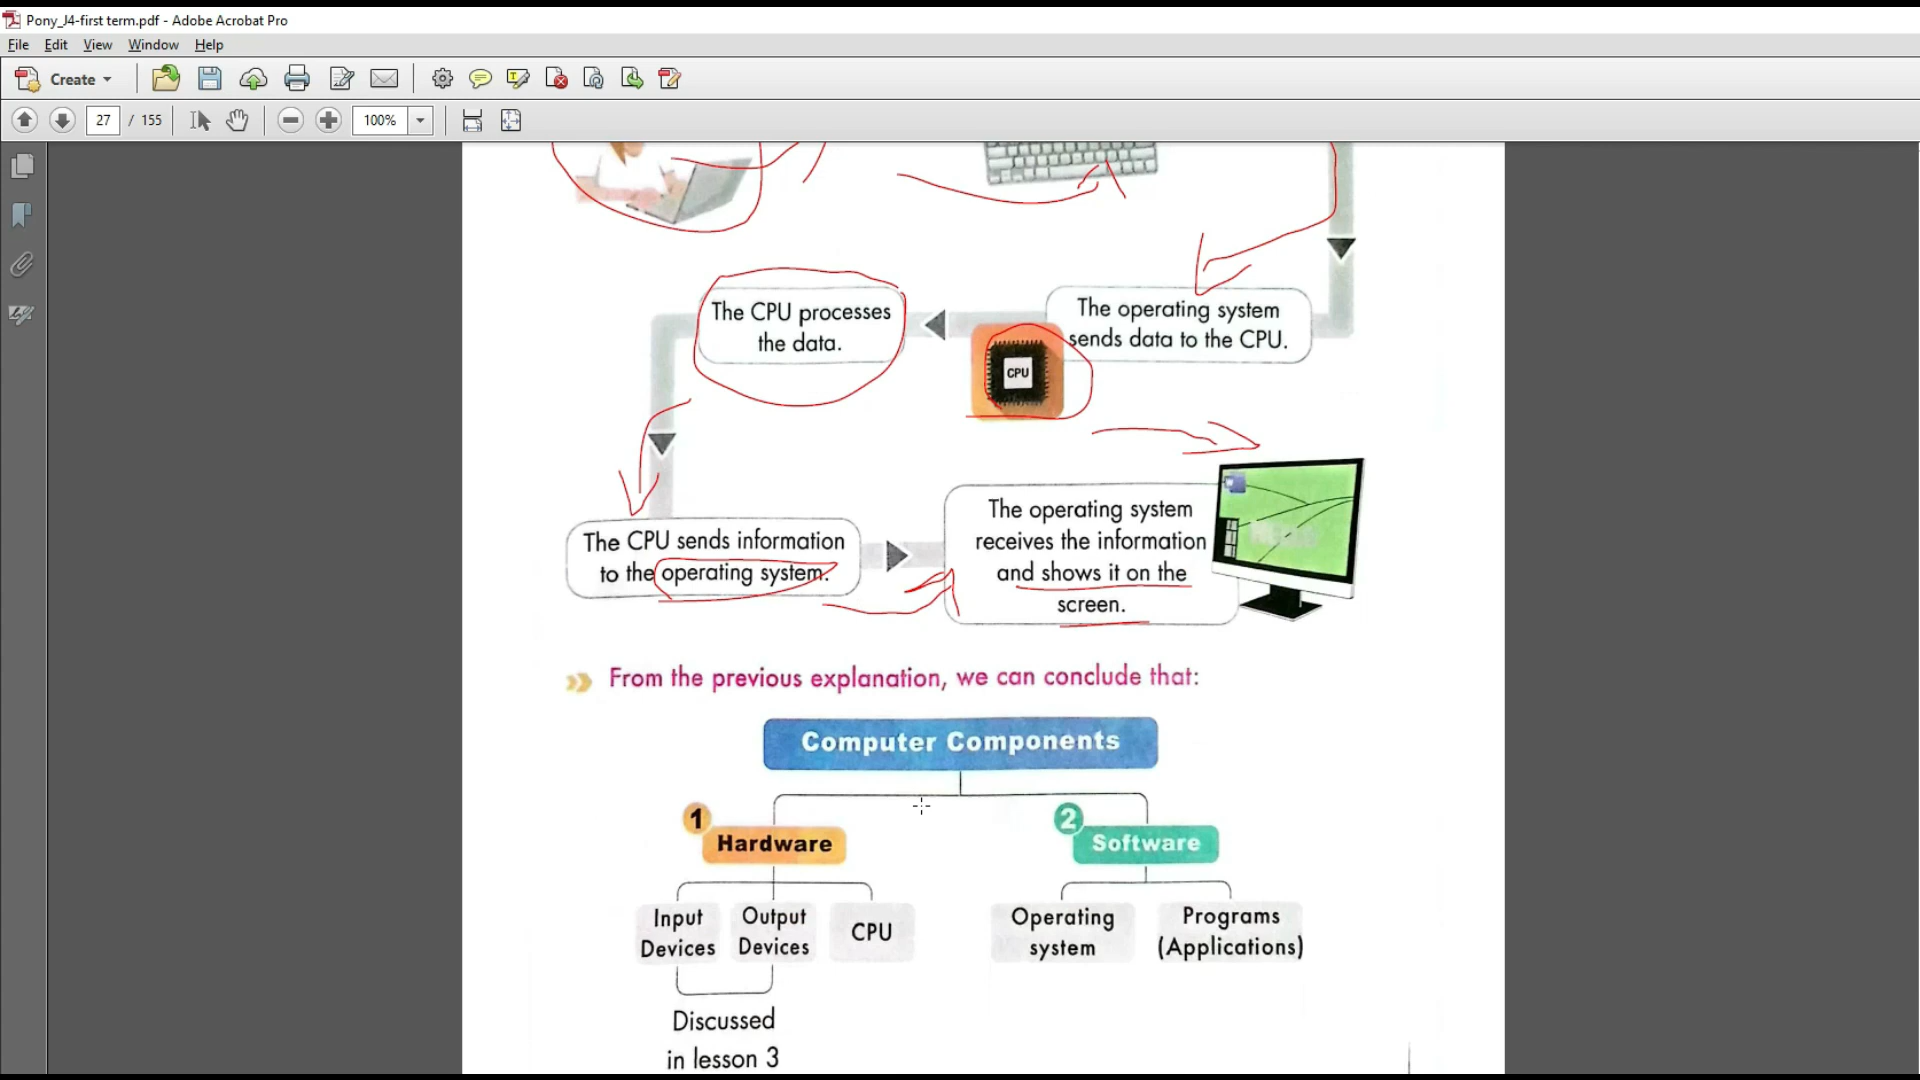 Pony_J4-first term.pdf - Adobe Acrobat Pro
File Edit View Window Help
Create
27 / 155 100%
The CPU processes
the data.
The operating system
sends data to the CPU.
CPU
The CPU sends information
to the operating system.
The operating system
receives the information
and shows it on the
screen.
From the previous explanation, we can conclude that:
Computer Components
1
Hardware
2
Software
Input
Devices
Output
Devices
CPU
Operating
system
Programs
(Applications)
Discussed
in lesson 3